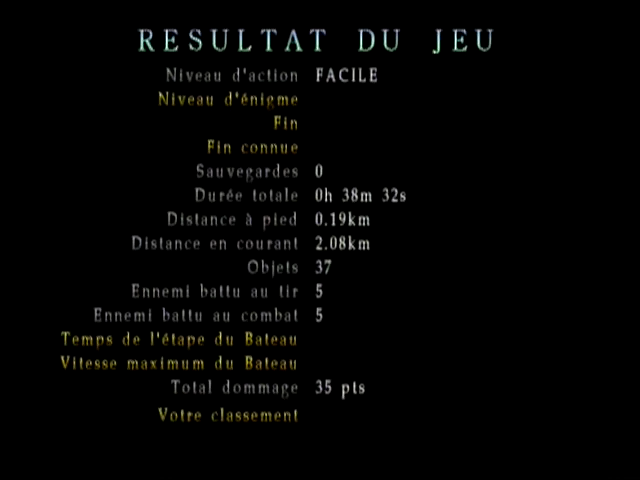 RESULTAT DU JEU
Niveau d'action FACILE
Niveau d'énigme
Fin
Fin connue
Sauvegardes 0
Durée totale 0h 38m 32s
Distance à pied 0.19km
Distance en courant 2.08km
Objets 37
Ennemi battu au tir 5
Ennemi battu au combat 5
Temps de l'étape du Bateau
Vitesse maximum du Bateau
Total dommage 35 pts
Votre classement